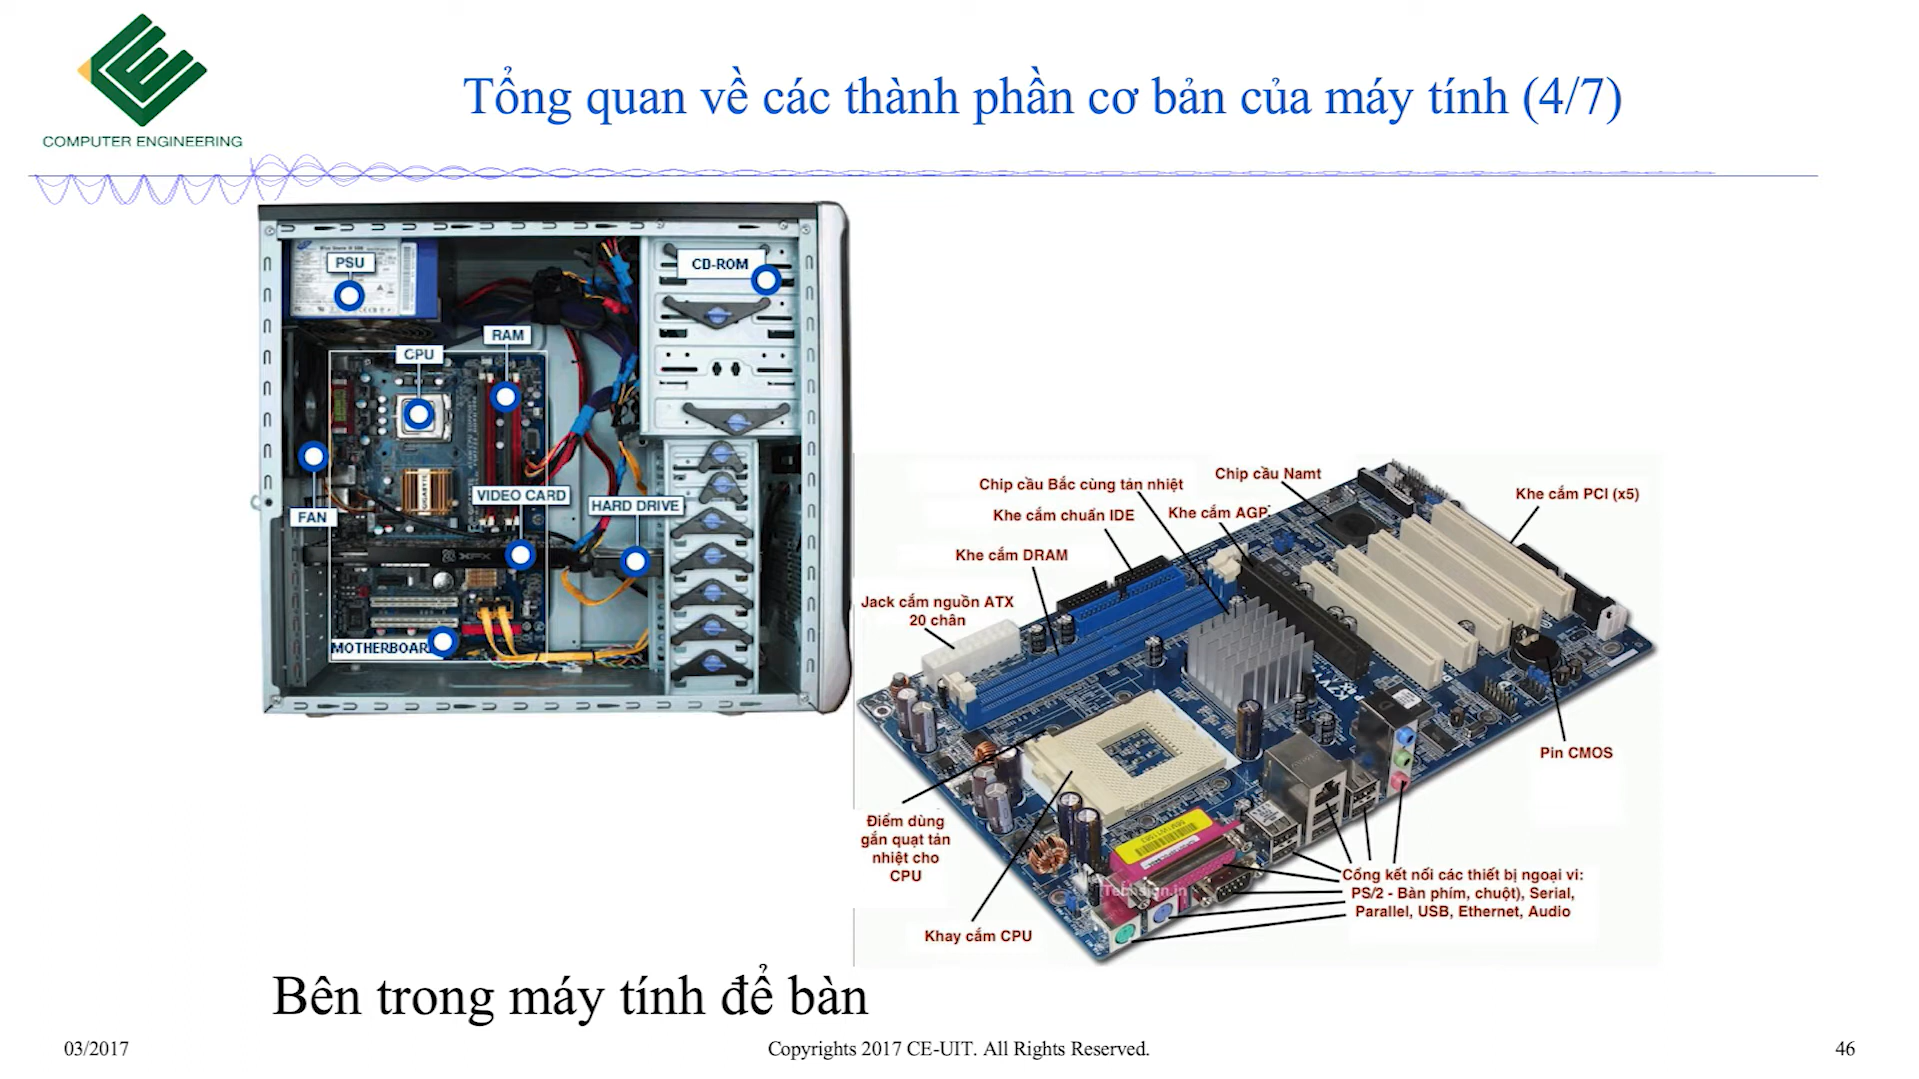 COMPUTER ENGINEERING
Tổng quan về các thành phần cơ bản của máy tính (4/7)
PSU
CD-ROM
RAM
CPU
VIDEO CARD
HARD DRIVE
FAN
XFX
GIGABYTE
MOTHERBOARD
Chip cầu Bắc cùng tản nhiệt
Chip cầu Namt
Khe cắm PCI (x5)
Khe cắm chuẩn IDE
Khe cắm AGP
Khe cắm DRAM
Jack cắm nguồn ATX
20 chân
Pin CMOS
Điểm dùng
gắn quạt tản
nhiệt cho
CPU
Khay cắm CPU
Cổng kết nối các thiết bị ngoại vi:
PS/2 - Bàn phím, chuột), Serial,
Parallel, USB, Ethernet, Audio
Bên trong máy tính để bàn
03/2017
Copyrights 2017 CE-UIT. All Rights Reserved.
46